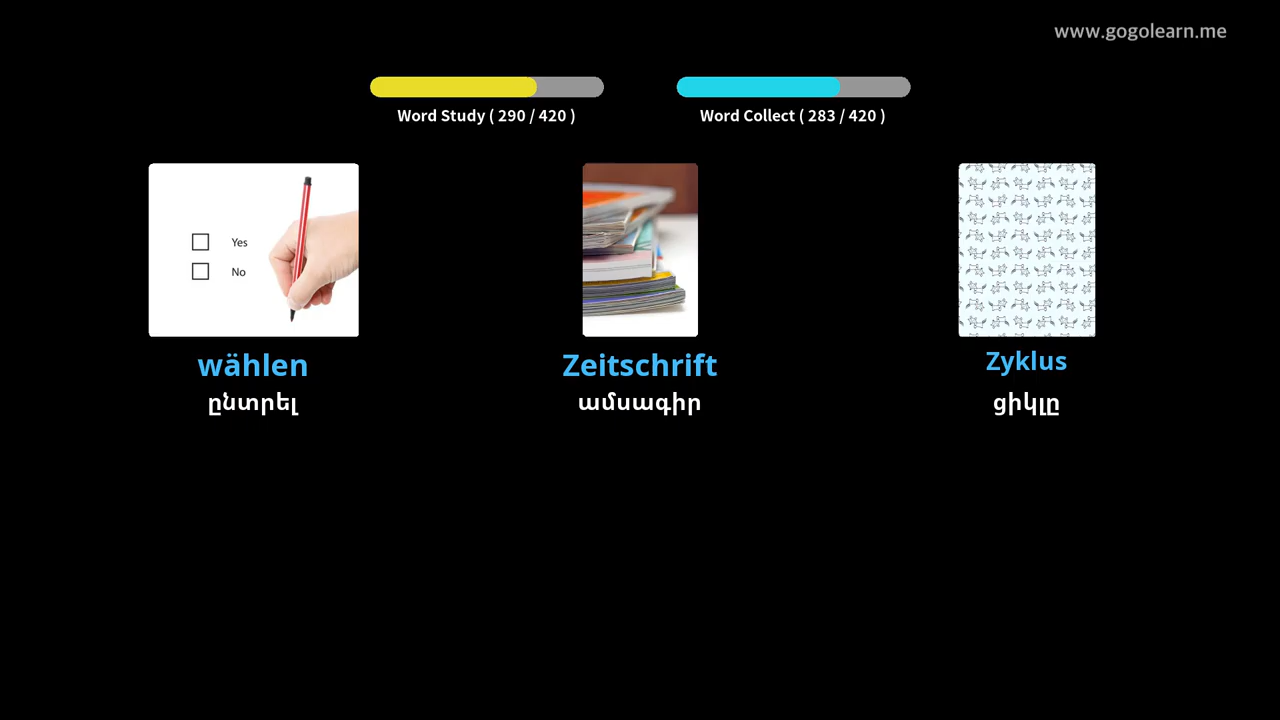 www.gogolearn.me
Word Study ( 290 / 420 )
Word Collect ( 283 / 420 )
Yes
No
wählen
Zeitschrift
Zyklus
ընտրել
ամսագիր
ցիկլը